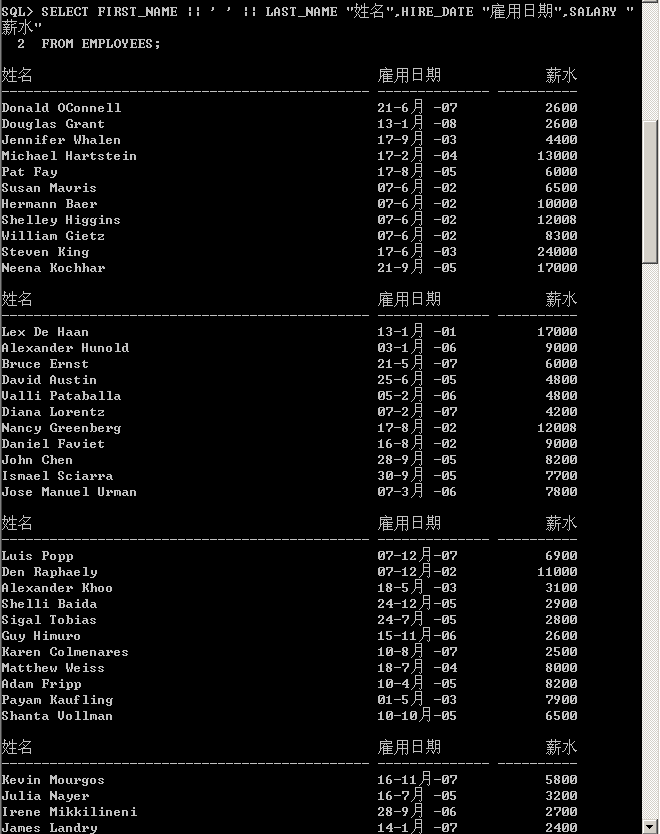 SQL> SELECT FIRST_NAME || ' ' || LAST_NAME "姓名",HIRE_DATE "雇用日期",SALARY "
薪水"
  2  FROM EMPLOYEES;
姓名 雇用日期 薪水
Donald OConnell 21-6月 -07 2600
Douglas Grant 13-1月 -08 2600
Jennifer Whalen 17-9月 -03 4400
Michael Hartstein 17-2月 -04 13000
Pat Fay 17-8月 -05 6000
Susan Mavris 07-6月 -02 6500
Hermann Baer 07-6月 -02 10000
Shelley Higgins 07-6月 -02 12008
William Gietz 07-6月 -02 8300
Steven King 17-6月 -03 24000
Neena Kochhar 21-9月 -05 17000
姓名 雇用日期 薪水
Lex De Haan 13-1月 -01 17000
Alexander Hunold 03-1月 -06 9000
Bruce Ernst 21-5月 -07 6000
David Austin 25-6月 -05 4800
Valli Pataballa 05-2月 -06 4800
Diana Lorentz 07-2月 -07 4200
Nancy Greenberg 17-8月 -02 12008
Daniel Faviet 16-8月 -02 9000
John Chen 28-9月 -05 8200
Ismael Sciarra 30-9月 -05 7700
Jose Manuel Urman 07-3月 -06 7800
姓名 雇用日期 薪水
Luis Popp 07-12月-07 6900
Den Raphaely 07-12月-02 11000
Alexander Khoo 18-5月 -03 3100
Shelli Baida 24-12月-05 2900
Sigal Tobias 24-7月 -05 2800
Guy Himuro 15-11月-06 2600
Karen Colmenares 10-8月 -07 2500
Matthew Weiss 18-7月 -04 8000
Adam Fripp 10-4月 -05 8200
Payam Kaufling 01-5月 -03 7900
Shanta Vollman 10-10月-05 6500
姓名 雇用日期 薪水
Kevin Mourgos 16-11月-07 5800
Julia Nayer 16-7月 -05 3200
Irene Mikkilineni 28-9月 -06 2700
James Landry 14-1月 -07 2400